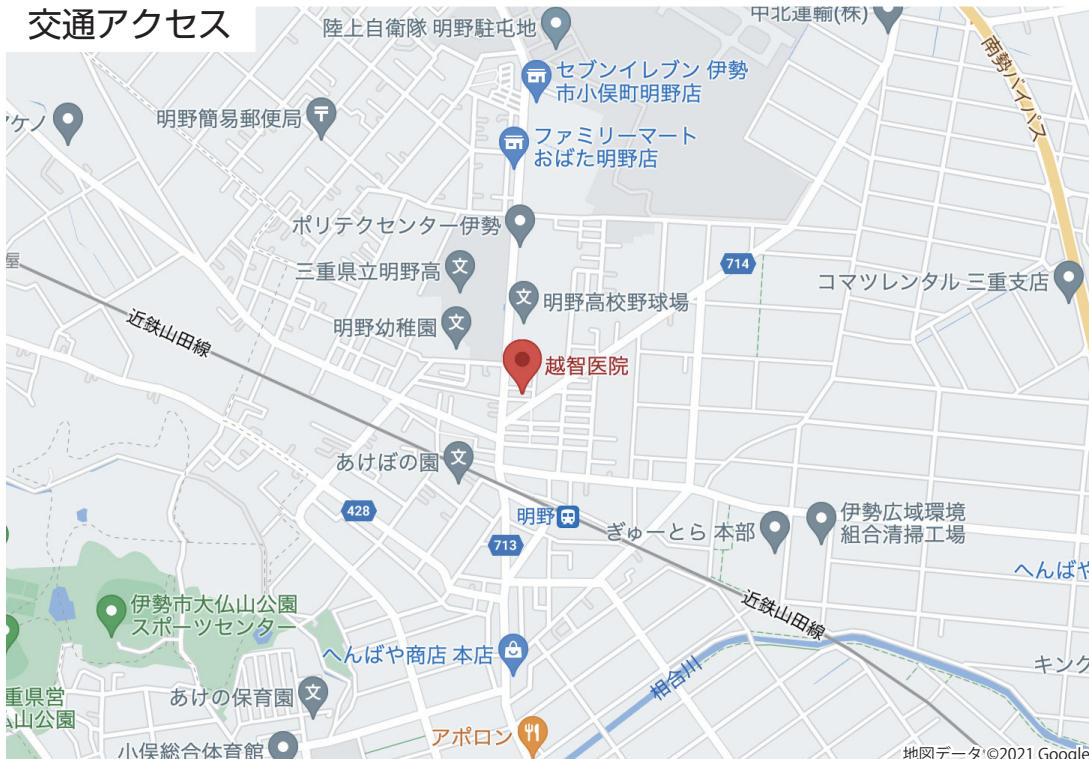 交通アクセス
陸上自衛隊 明野駐屯地
中北運輸(株)
南勢バイパス
セブンイレブン 伊勢
市小俣町明野店
アケノ
明野簡易郵便局
ファミリーマート
おばた明野店
ポリテクセンター伊勢
屋
三重県立明野高
714
コマツレンタル 三重支店
明野高校野球場
明野幼稚園
近鉄山田線
越智医院
あけぼの園
428
明野
ぎゅーとら 本部
伊勢広域環境
組合清掃工場
713
へんばや
伊勢市大仏山公園
スポーツセンター
近鉄山田線
へんばや商店 本店
相合川
キング
あけの保育園
重県営
仏山公園
アポロン
小俣総合体育館
地図データ ©2021 Google